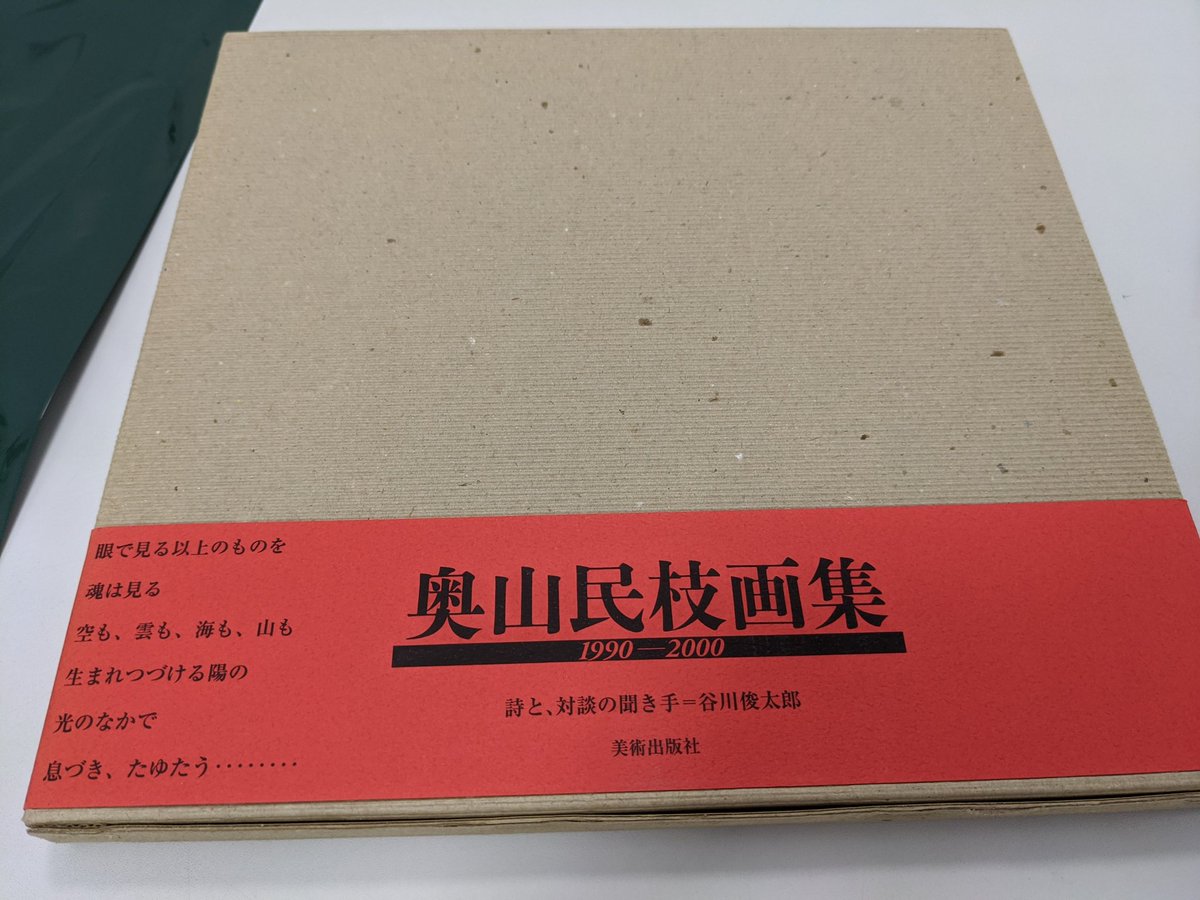 眼で見る以上のものを
魂は見る
空も、雲も、海も、山も
生まれつづける陽の
光のなかで
息づき、たゆたう‥‥‥‥
奥山民枝画集
1990—2000
詩と、対談の聞き手=谷川俊太郎
美術出版社